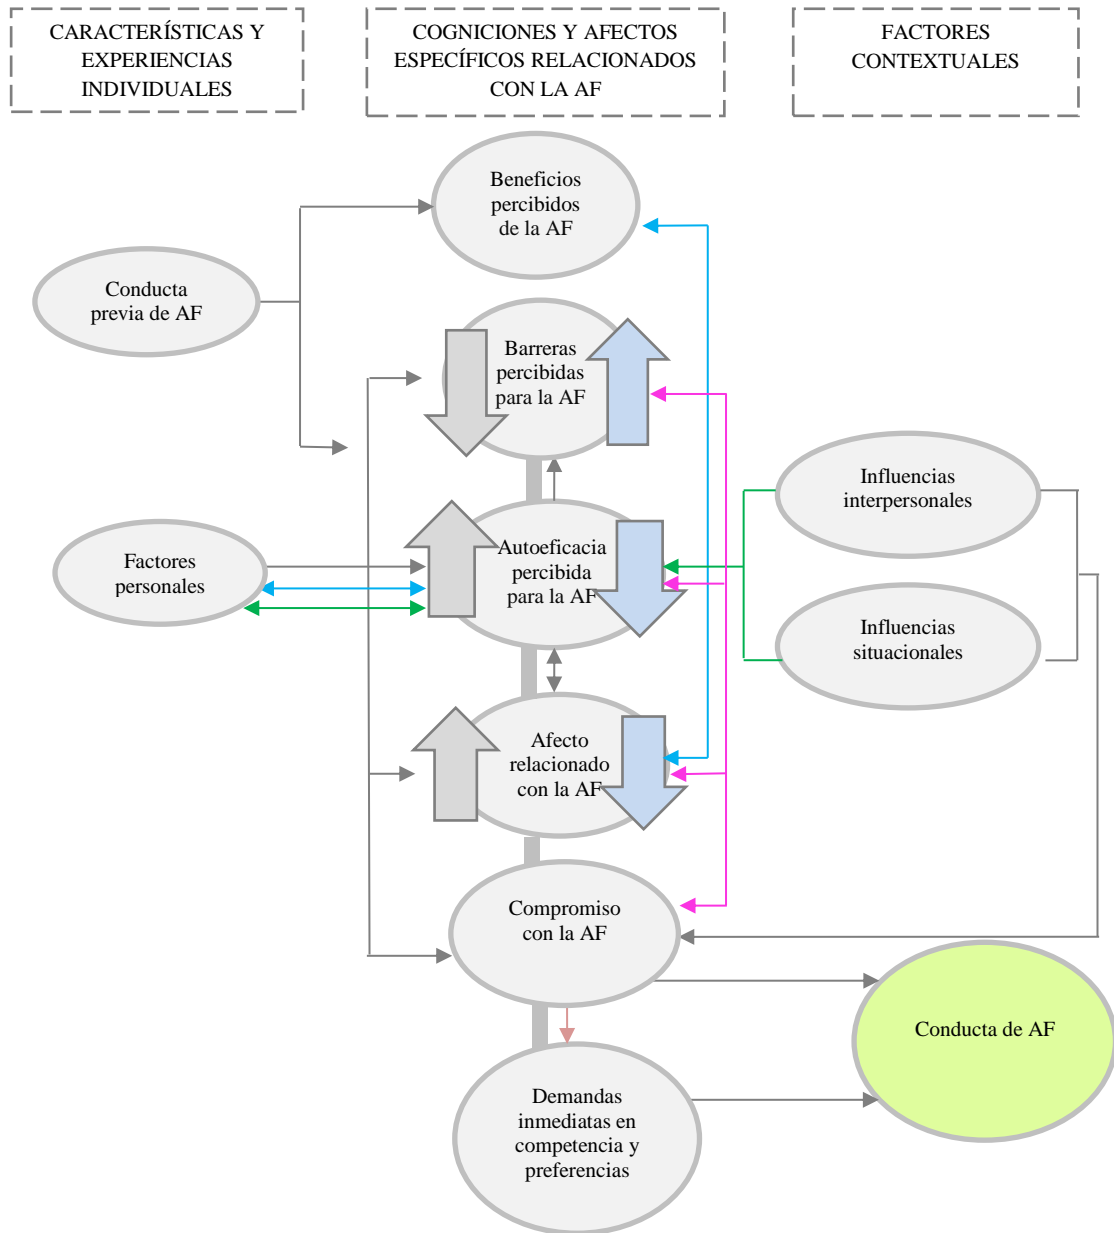 CARACTERÍSTICAS Y
EXPERIENCIAS
INDIVIDUALES
COGNICIONES Y AFECTOS
ESPECÍFICOS RELACIONADOS
CON LA AF
FACTORES
CONTEXTUALES
Beneficios
percibidos
de la AF
Conducta
previa de AF
Barreras
percibidas
para la AF
Influencias
interpersonales
Factores
personales
Autoeficacia
percibida
para la AF
Influencias
situacionales
Afecto
relacionado
con la AF
Compromiso
con la AF
Conducta de AF
Demandas
inmediatas en
competencia y
preferencias